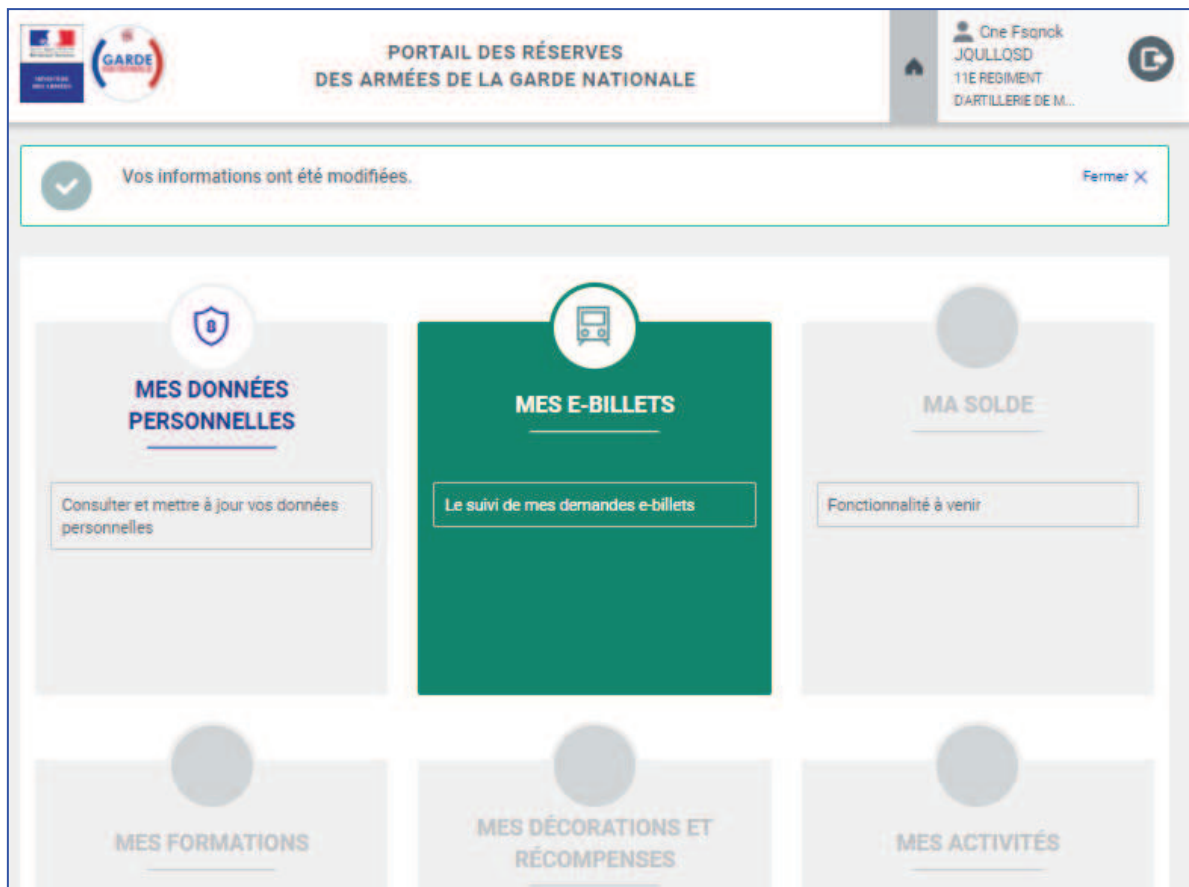 GARDE
PORTAIL DES RÉSERVES
DES ARMÉES DE LA GARDE NATIONALE
Cne Fsqnck
JQULLQSD
11E REGIMENT
D'ARTILLERIE DE M...
Vos informations ont été modifiées.
Fermer
MES DONNÉES
PERSONNELLES
Consulter et mettre à jour vos données
personnelles
MES E-BILLETS
Le suivi de mes demandes e-billets
MA SOLDE
Fonctionnalité à venir
MES FORMATIONS
MES DÉCORATIONS ET
RÉCOMPENSES
MES ACTIVITÉS